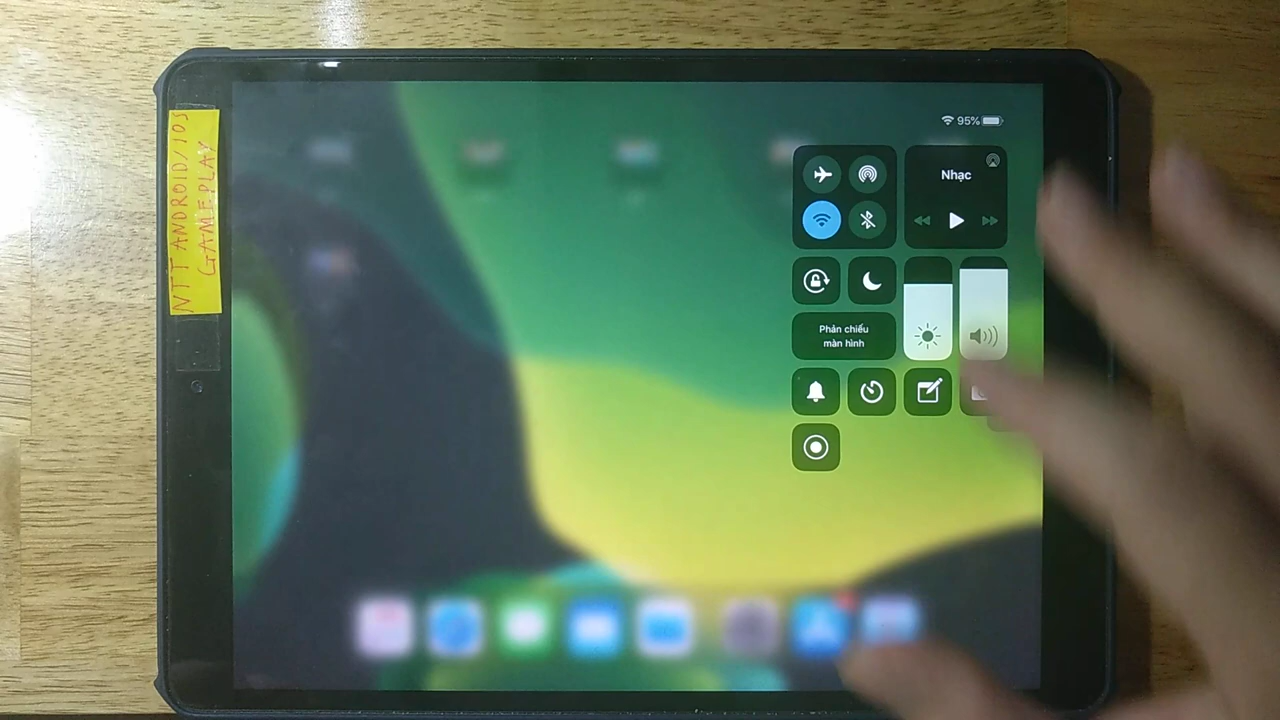 NTT ANDROID/IOS
GAMEPLAY
95%
Nhạc
Phản chiếu
màn hình